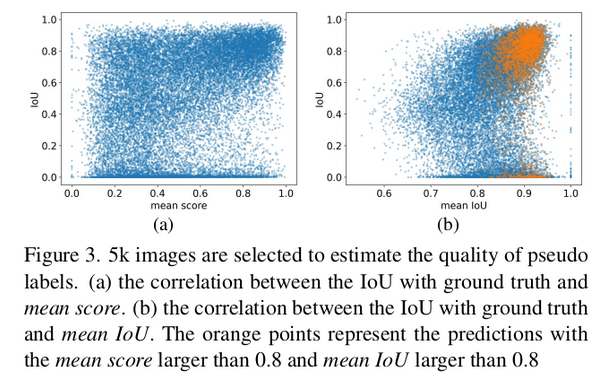 1.0
0.8
0.6
0.4
0.2
0.0
IoU
0.0 0.2 0.4 0.6 0.8 1.0
mean score
(a)
1.0
0.8
0.6
0.4
0.2
0.0
IoU
0.6 0.7 0.8 0.9 1.0
mean IoU
(b)
Figure 3. 5k images are selected to estimate the quality of pseudo
labels. (a) the correlation between the IoU with ground truth and
mean score. (b) the correlation between the IoU with ground truth
and mean IoU. The orange points represent the predictions with
the mean score larger than 0.8 and mean IoU larger than 0.8